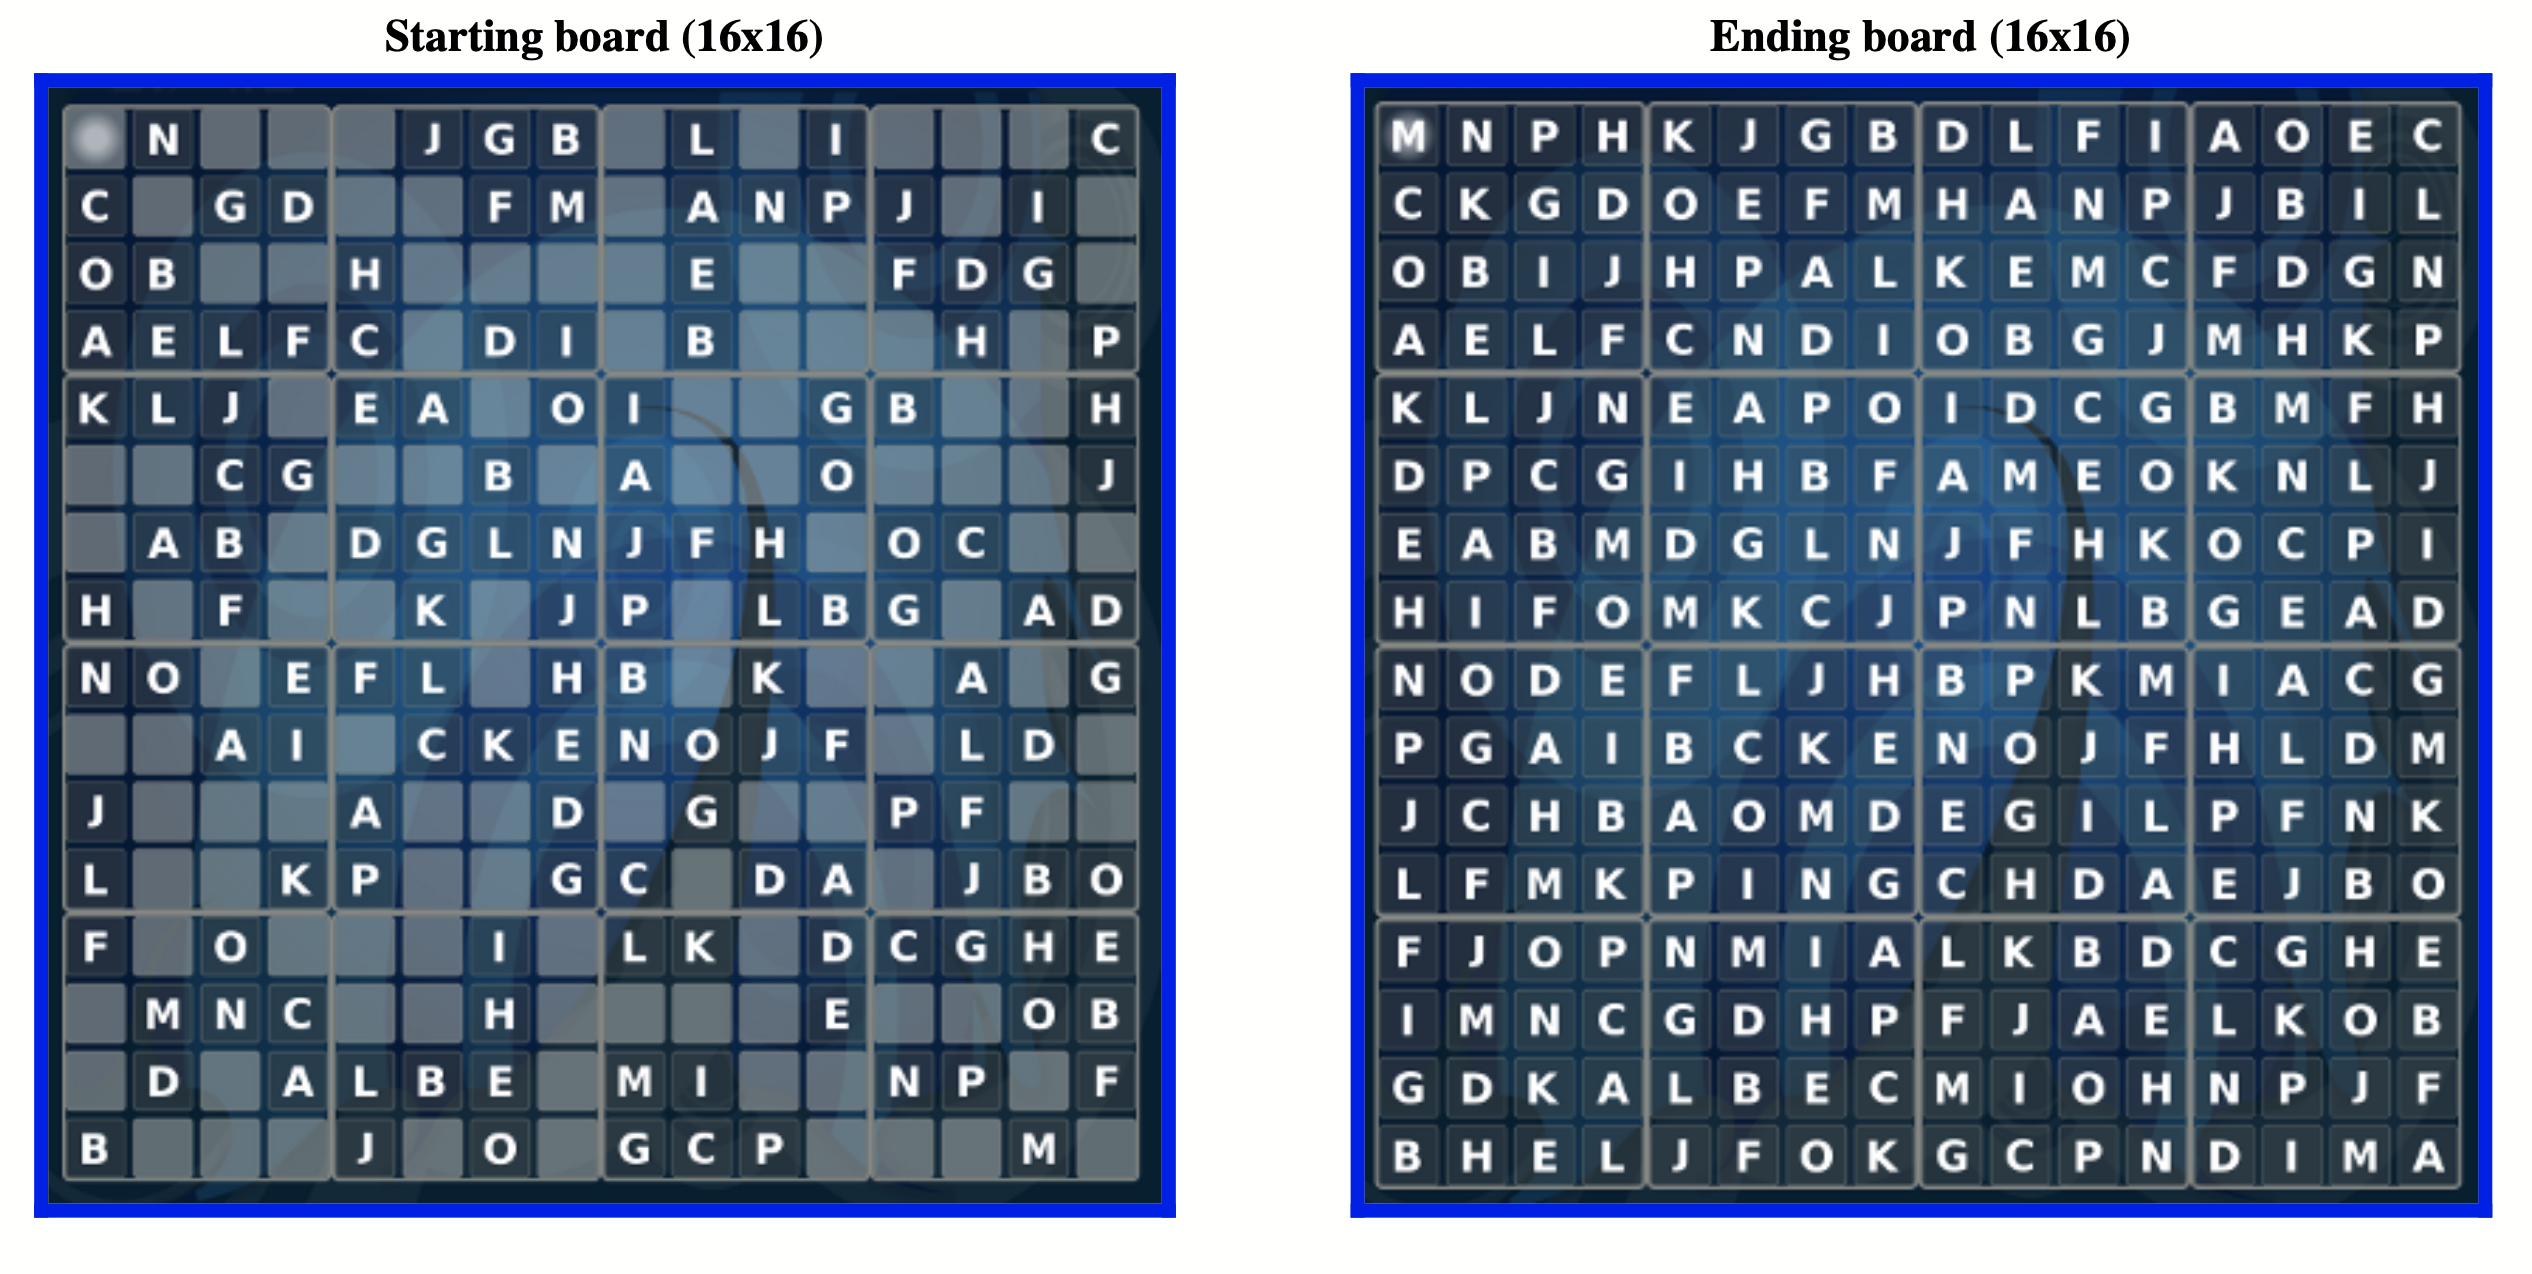 Starting board (16x16)
N J G B L I C
C G D F M A N P J I
O B H E F D G
A E L F C D I B H P
K L J E A O I G B H
C G B A O J
A B D G L N J F H O C
H F K J P L B G A D
N O E F L H B K A G
A I C K E N O J F L D
J A D G P F
L K P G C D A J B O
F O I L K D C G H E
M N C H E O B
D A L B E M I N P F
B J O G C P M
Ending board (16x16)
M N P H K J G B D L F I A O E C
C K G D O E F M H A N P J B I L
O B I J H P A L K E M C F D G N
A E L F C N D I O B G J M H K P
K L J N E A P O I D C G B M F H
D P C G I H B F A M E O K N L J
E A B M D G L N J F H K O C P I
H I F O M K C J P N L B G E A D
N O D E F L J H B P K M I A C G
P G A I B C K E N O J F H L D M
J C H B A O M D E G I L P F N K
L F M K P I N G C H D A E J B O
F J O P N M I A L K B D C G H E
I M N C G D H P F J A E L K O B
G D K A L B E C M I O H N P J F
B H E L J F O K G C P N D I M A